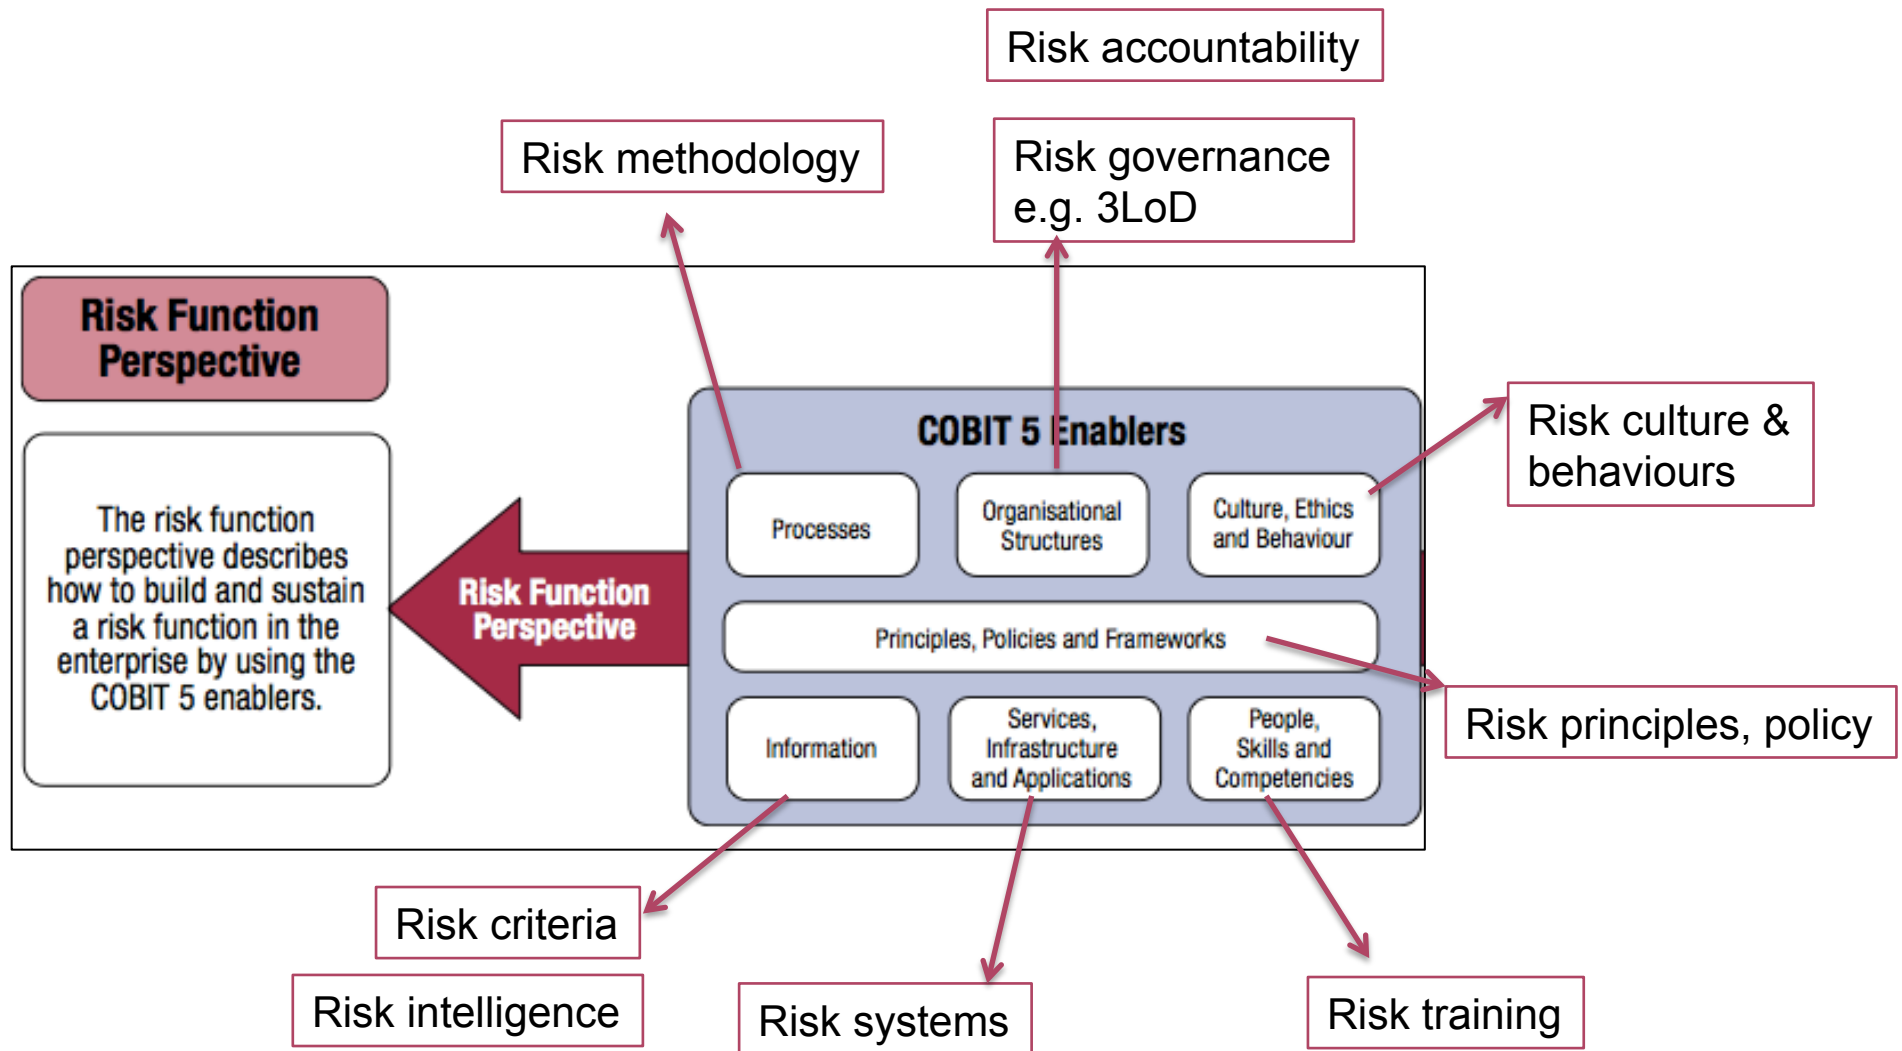 Risk accountability
Risk methodology
Risk governance
e.g. 3LoD
Risk Function
Perspective
The risk function
perspective describes
how to build and sustain
a risk function in the
enterprise by using the
COBIT 5 enablers.
Risk Function
Perspective
COBIT 5 Enablers
Processes
Organisational
Structures
Culture, Ethics
and Behaviour
Principles, Policies and Frameworks
Information
Services,
Infrastructure
and Applications
People,
Skills and
Competencies
Risk culture &
behaviours
Risk principles, policy
Risk criteria
Risk intelligence
Risk systems
Risk training